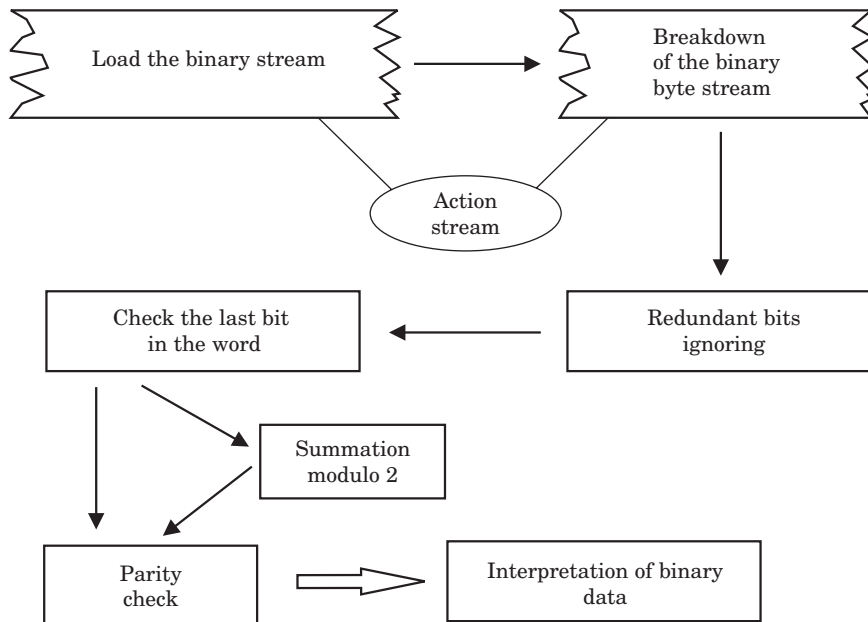 Load the binary stream
Breakdown
of the binary
byte stream
Action
stream
Redundant bits
ignoring
Check the last bit
in the word
Summation
modulo 2
Parity
check
Interpretation of binary
data